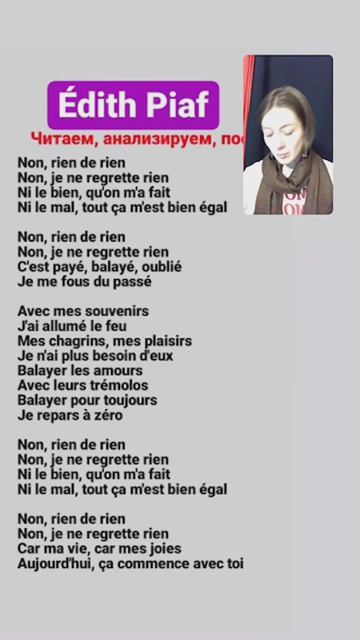 Édith Piaf
Читаем, анализируем,
Non, rien de rien
Non, je ne regrette rien
Ni le bien, qu'on m'a fait
Ni le mal, tout ça m'est bien égal
Non, rien de rien
Non, je ne regrette rien
C'est payé, balayé, oublié
Je me fous du passé
Avec mes souvenirs
J'ai allumé le feu
Mes chagrins, mes plaisirs
Je n'ai plus besoin d'eux
Balayer les amours
Avec leurs trémolos
Balayer pour toujours
Je repars à zéro
Non, rien de rien
Non, je ne regrette rien
Ni le bien, qu'on m'a fait
Ni le mal, tout ça m'est bien égal
Non, rien de rien
Non, je ne regrette rien
Car ma vie, car mes joies
Aujourd'hui, ça commence avec toi